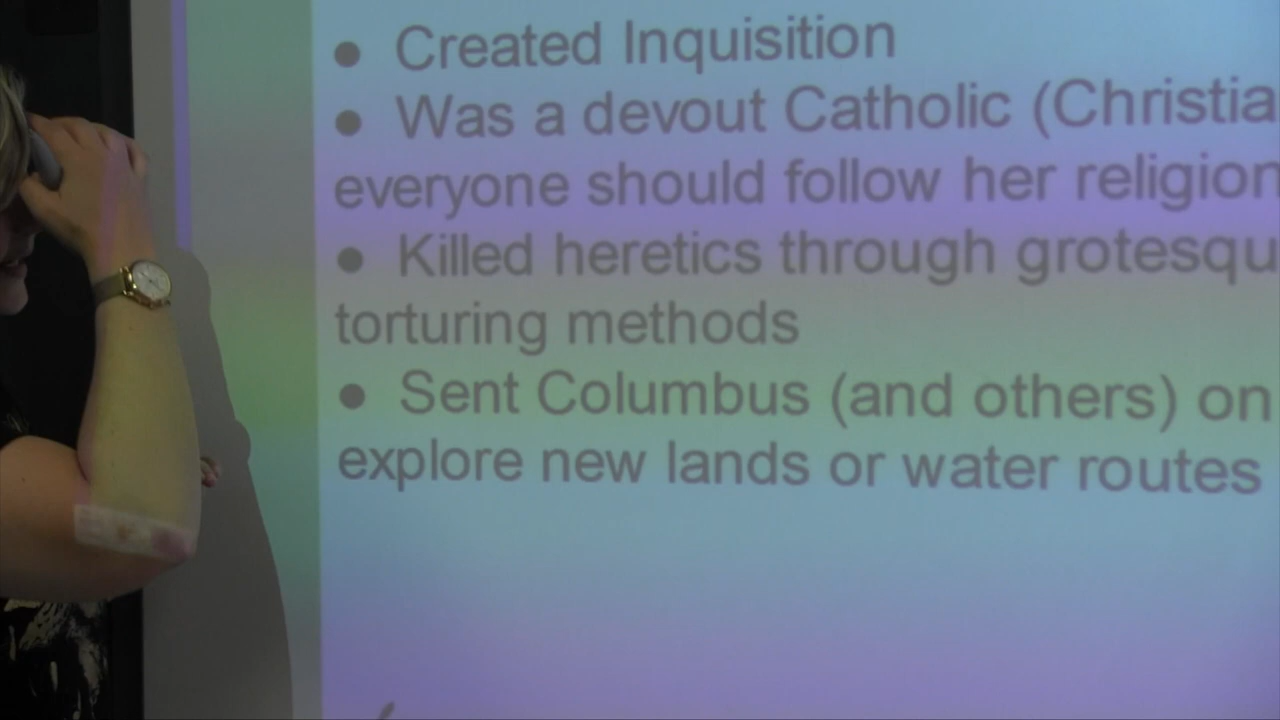 ● Created Inquisition
● Was a devout Catholic (Christia
everyone should follow her religion
● Killed heretics through grotesqu
torturing methods
● Sent Columbus (and others) on
explore new lands or water routes